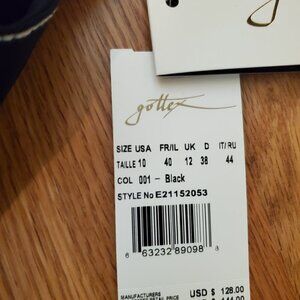 gottex
SIZE USA FR/IL UK D IT/RU
TAILLE 10 40 12 38 44
COL 001 - Black
STYLE No E21152053
6 63232 89098 8
MANUFACTURERS
USD $ 128.00